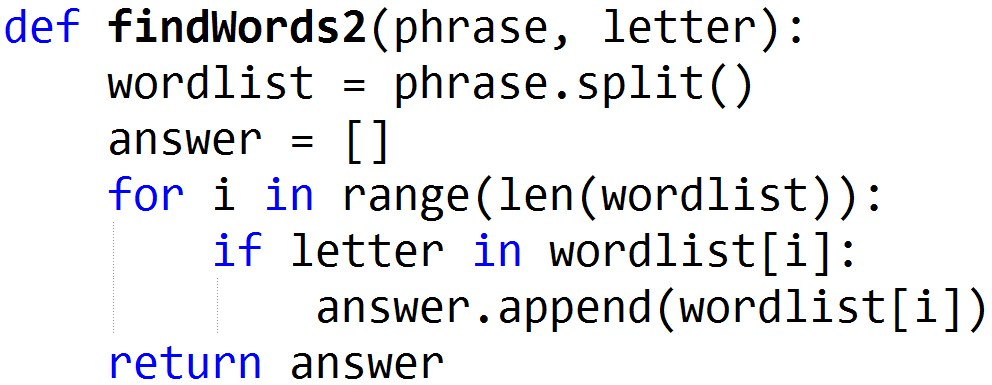 def findWords2(phrase, letter):
    wordlist = phrase.split()
    answer = []
    for i in range(len(wordlist)):
        if letter in wordlist[i]:
            answer.append(wordlist[i])
    return answer